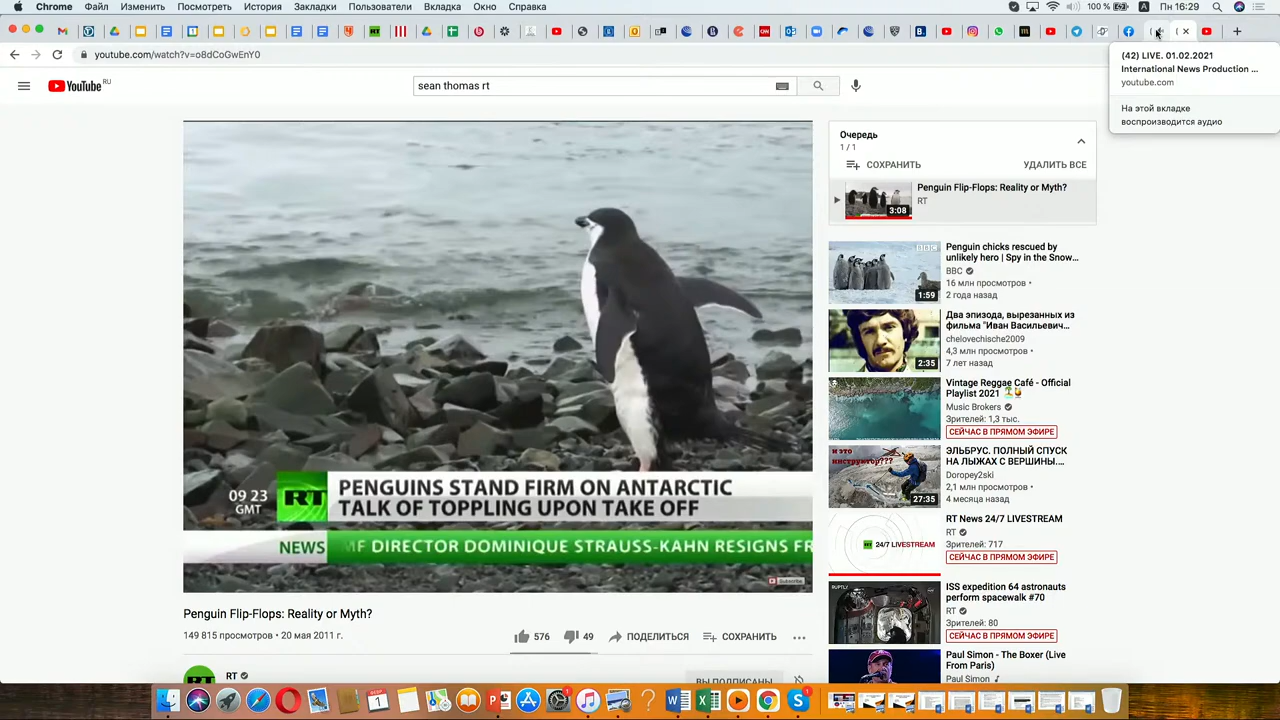 Chrome Файл Изменить Посмотреть История Закладки Пользователи Вкладка Окно Справка 100 % Пн 16:29
youtube.com/watch?v=o8dCoGwEnY0
YouTube RU
sean thomas rt
(42) LIVE. 01.02.2021
International News Production ...
youtube.com
На этой вкладке
воспроизводится аудио
09 23
GMT
RT
PENGUINS STAND FIRM ON ANTARCTIC
TALK OF TOPPLING UPON TAKE OFF
NEWS
MF DIRECTOR DOMINIQUE STRAUSS-KAHN RESIGNS FR
Subscribe
Penguin Flip-Flops: Reality or Myth?
149 815 просмотров • 20 мая 2011 г.
576
49
ПОДЕЛИТЬСЯ
СОХРАНИТЬ
RT
ВЫ ПОДПИСАНЫ
Очередь
1 / 1
СОХРАНИТЬ
УДАЛИТЬ ВСЕ
3:08
Penguin Flip-Flops: Reality or Myth?
RT
BBC
1:59
Penguin chicks rescued by
unlikely hero | Spy in the Snow...
BBC
16 млн просмотров •
2 года назад
2:35
Два эпизода, вырезанных из
фильма "Иван Васильевич...
chelovechische2009
4,3 млн просмотров •
7 лет назад
Vintage Reggae Café - Official
Playlist 2021
Music Brokers
Зрителей: 1,3 тыс.
СЕЙЧАС В ПРЯМОМ ЭФИРЕ
и это
инструктор???
27:35
ЭЛЬБРУС. ПОЛНЫЙ СПУСК
НА ЛЫЖАХ С ВЕРШИНЫ....
Doropey2ski
2,1 млн просмотров •
4 месяца назад
RT 24/7 LIVESTREAM
RT News 24/7 LIVESTREAM
RT
Зрителей: 717
СЕЙЧАС В ПРЯМОМ ЭФИРЕ
RUPTLY
ISS expedition 64 astronauts
perform spacewalk #70
RT
Зрителей: 80
СЕЙЧАС В ПРЯМОМ ЭФИРЕ
Paul Simon - The Boxer (Live
From Paris)
Paul Simon